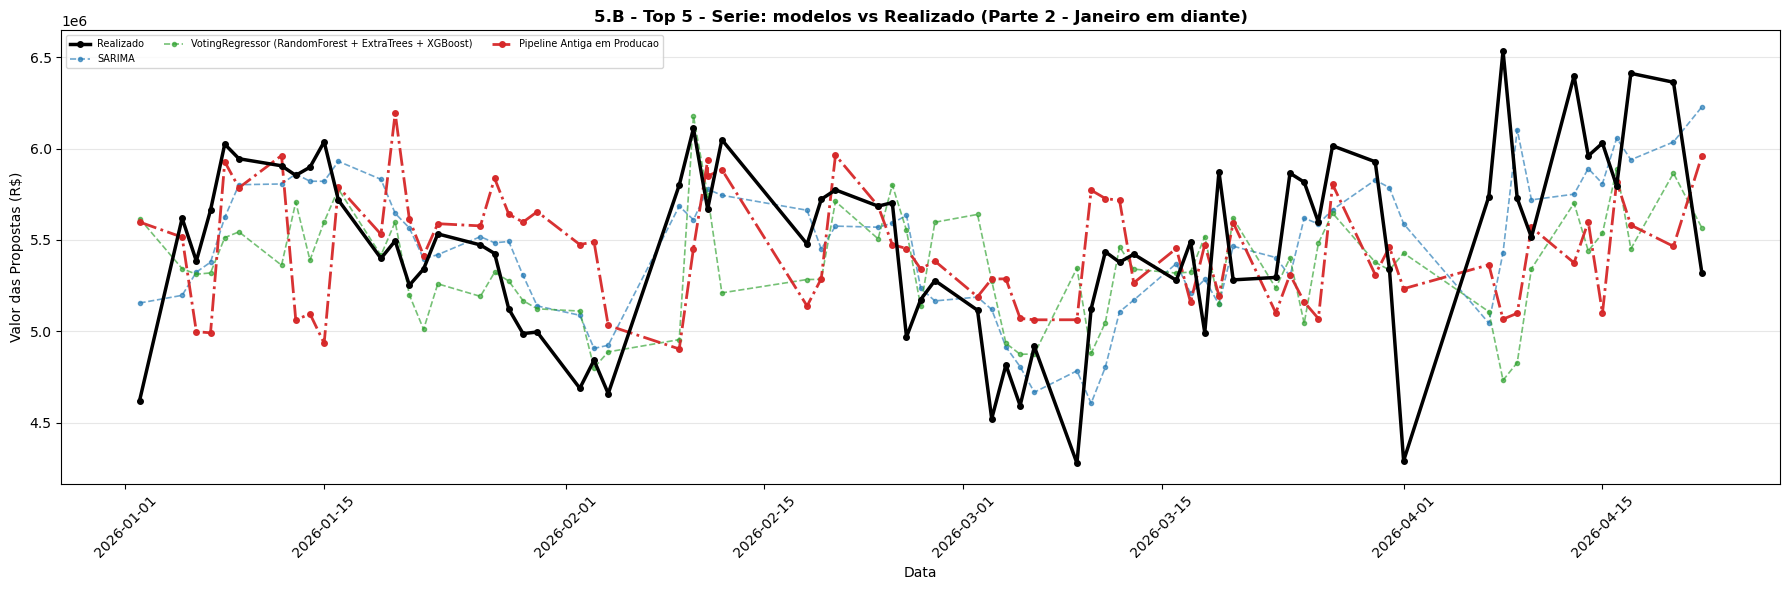 5.B - Top 5 - Serie: modelos vs Realizado (Parte 2 - Janeiro em diante)
1e6
Realizado
SARIMA
VotingRegressor (RandomForest + ExtraTrees + XGBoost)
Pipeline Antiga em Producao
Valor das Propostas (R$)
6.5
6.0
5.5
5.0
4.5
2026-01-01
2026-01-15
2026-02-01
2026-02-15
2026-03-01
2026-03-15
2026-04-01
2026-04-15
Data